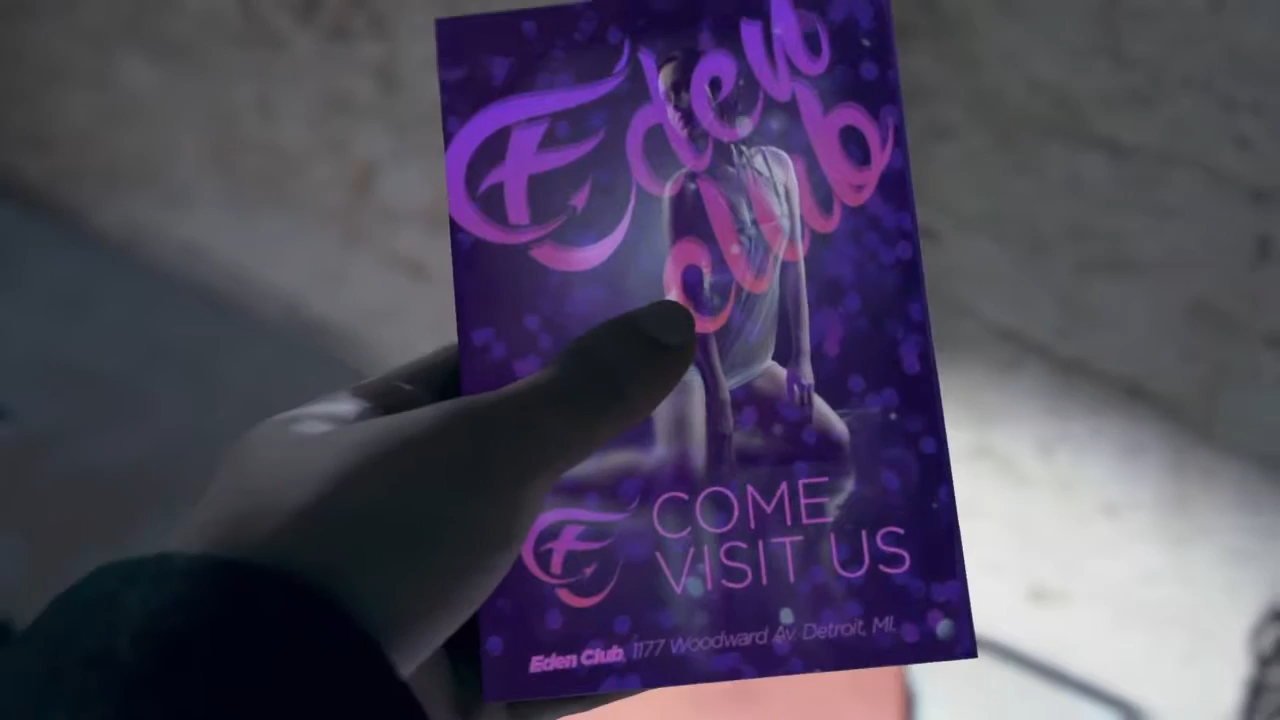 Eden
club
COME
VISIT US
Eden Club, 1177 Woodward Av. Detroit, MI.